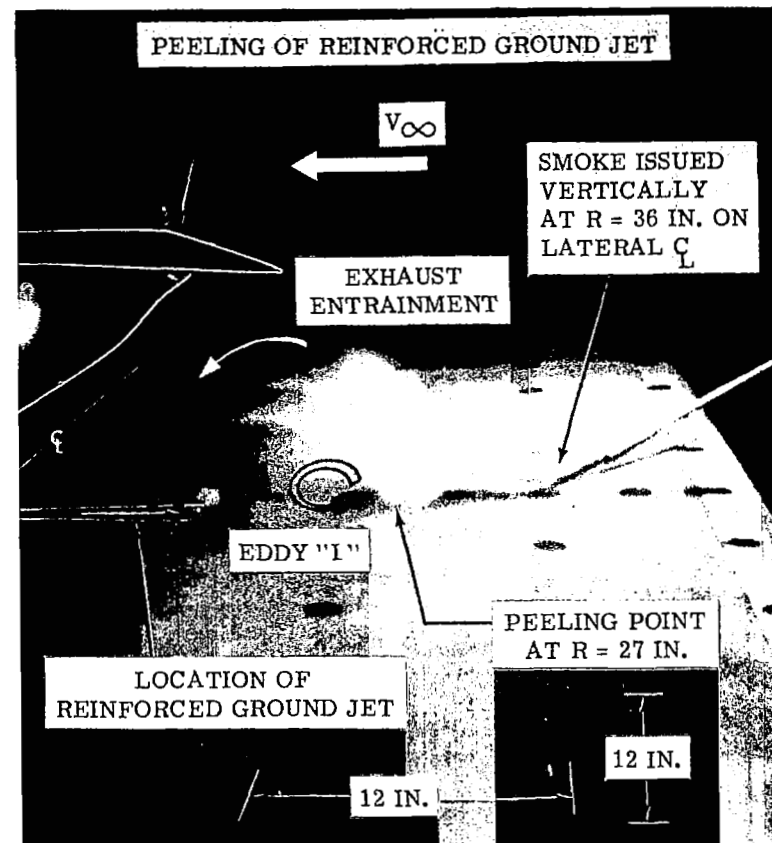 PEELING OF REINFORCED GROUND JET
V∞
SMOKE ISSUED
VERTICALLY
AT R = 36 IN. ON
LATERAL ℄
EXHAUST
ENTRAINMENT
℄
EDDY "1"
PEELING POINT
AT R = 27 IN.
LOCATION OF
REINFORCED GROUND JET
12 IN.
12 IN.